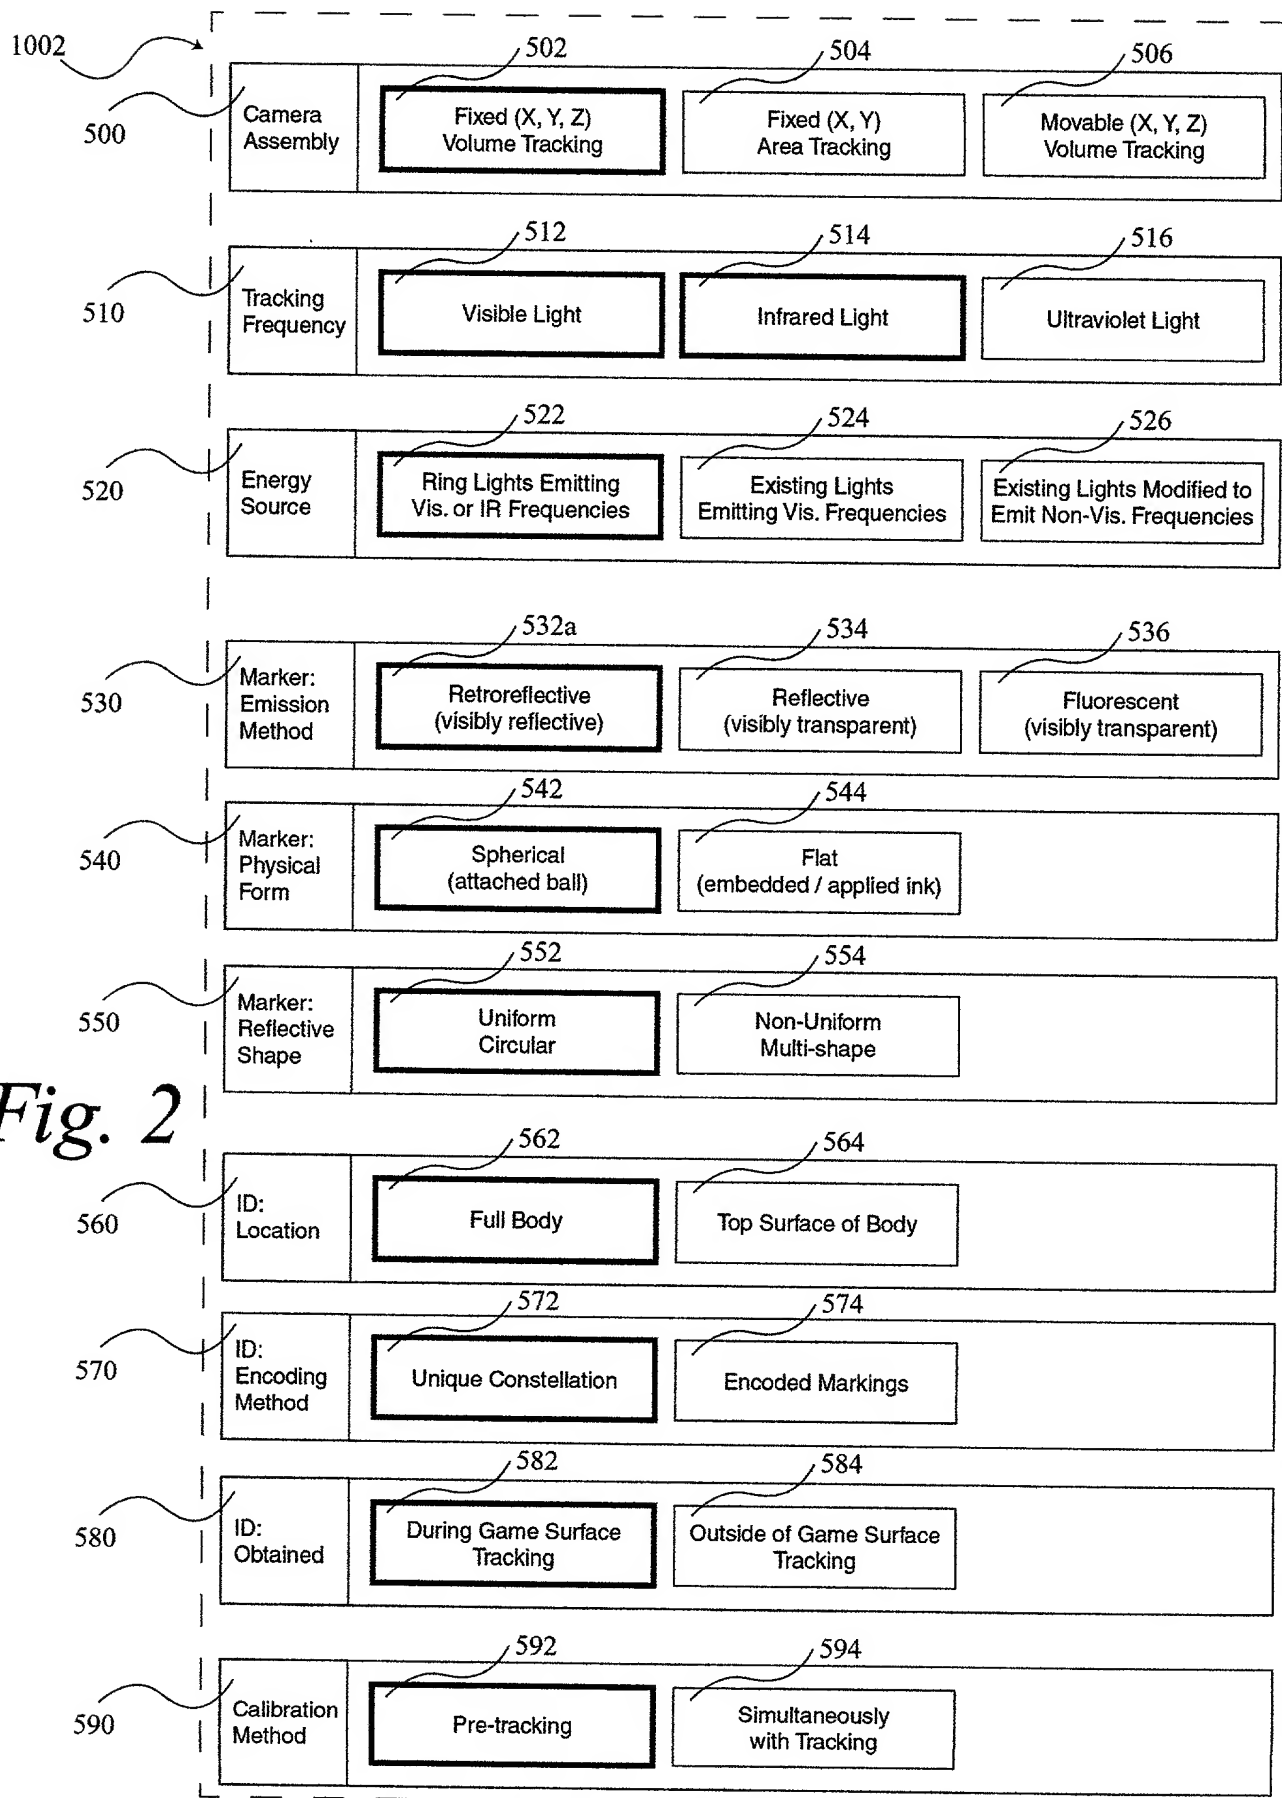 1002
502
504
506
500
Camera
Assembly
Fixed (X, Y, Z)
Volume Tracking
Fixed (X, Y)
Area Tracking
Movable (X, Y, Z)
Volume Tracking
512
514
516
510
Tracking
Frequency
Visible Light
Infrared Light
Ultraviolet Light
522
524
526
520
Energy
Source
Ring Lights Emitting
Vis. or IR Frequencies
Existing Lights
Emitting Vis. Frequencies
Existing Lights Modified to
Emit Non-Vis. Frequencies
532a
534
536
530
Marker:
Emission
Method
Retroreflective
(visibly reflective)
Reflective
(visibly transparent)
Fluorescent
(visibly transparent)
542
544
540
Marker:
Physical
Form
Spherical
(attached ball)
Flat
(embedded / applied ink)
552
554
550
Marker:
Reflective
Shape
Uniform
Circular
Non-Uniform
Multi-shape
Fig. 2
562
564
560
ID:
Location
Full Body
Top Surface of Body
572
574
570
ID:
Encoding
Method
Unique Constellation
Encoded Markings
582
584
580
ID:
Obtained
During Game Surface
Tracking
Outside of Game Surface
Tracking
592
594
590
Calibration
Method
Pre-tracking
Simultaneously
with Tracking